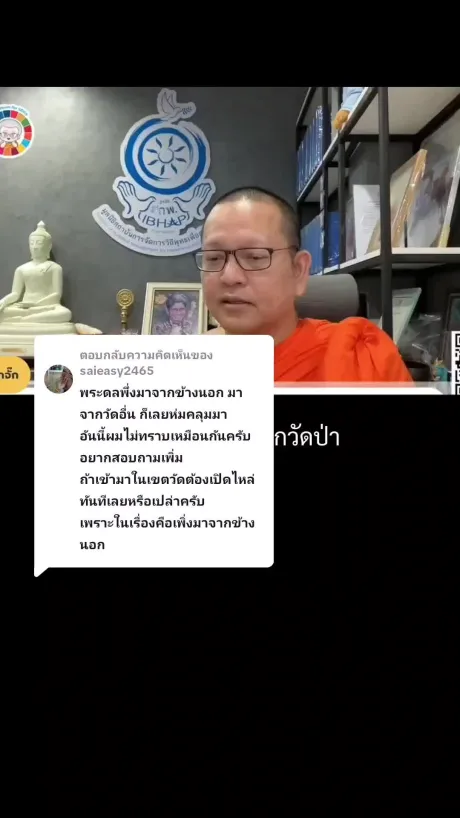 IBHAP
ตอบกลับความคิดเห็นของ
saieasy2465
พระดลพึ่งมาจากข้างนอก มา
จากวัดอื่น ก็เลยห่มคลุมมา
อันนี้ผมไม่ทราบเหมือนกันครับ
อยากสอบถามเพิ่ม
ถ้าเข้ามาในเขตวัดต้องเปิดไหล่
ทันทีเลยหรือเปล่าครับ
เพราะในเรื่องคือเพิ่งมาจากข้าง
นอก
กวัดป่า